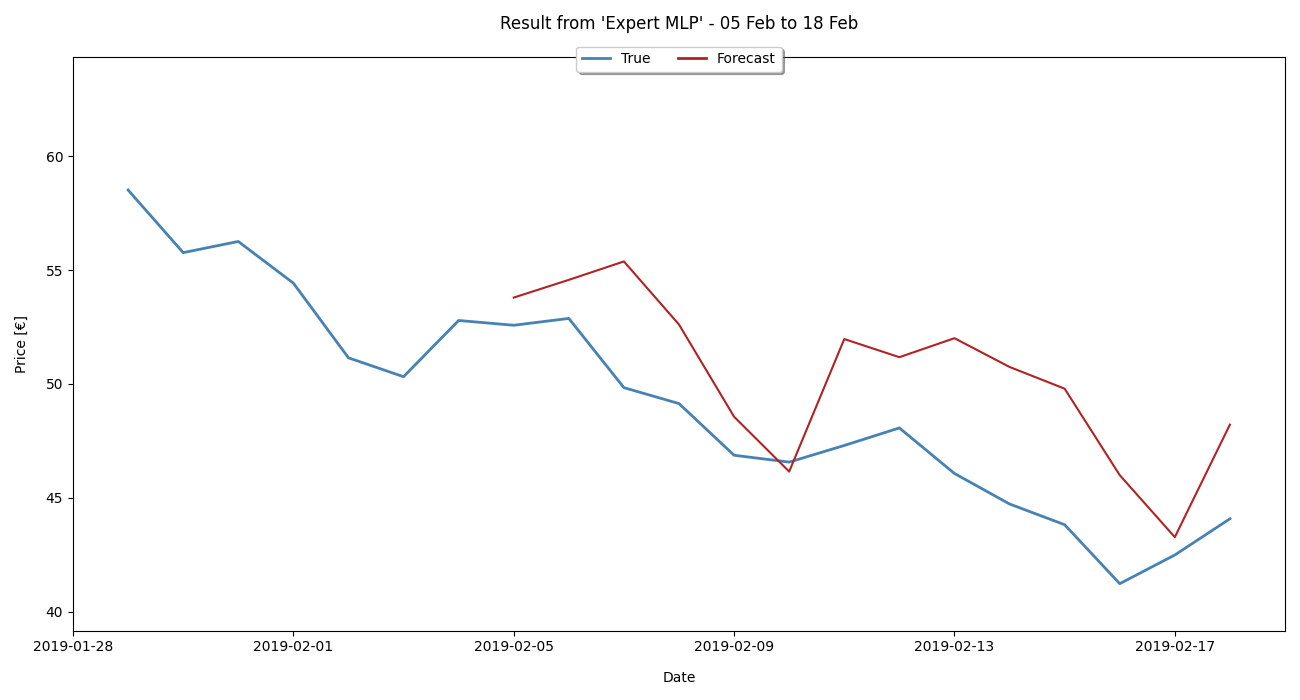 Result from 'Expert MLP' - 05 Feb to 18 Feb
True Forecast
60
55
50
45
40
Price [€]
2019-01-28 2019-02-01 2019-02-05 2019-02-09 2019-02-13 2019-02-17
Date